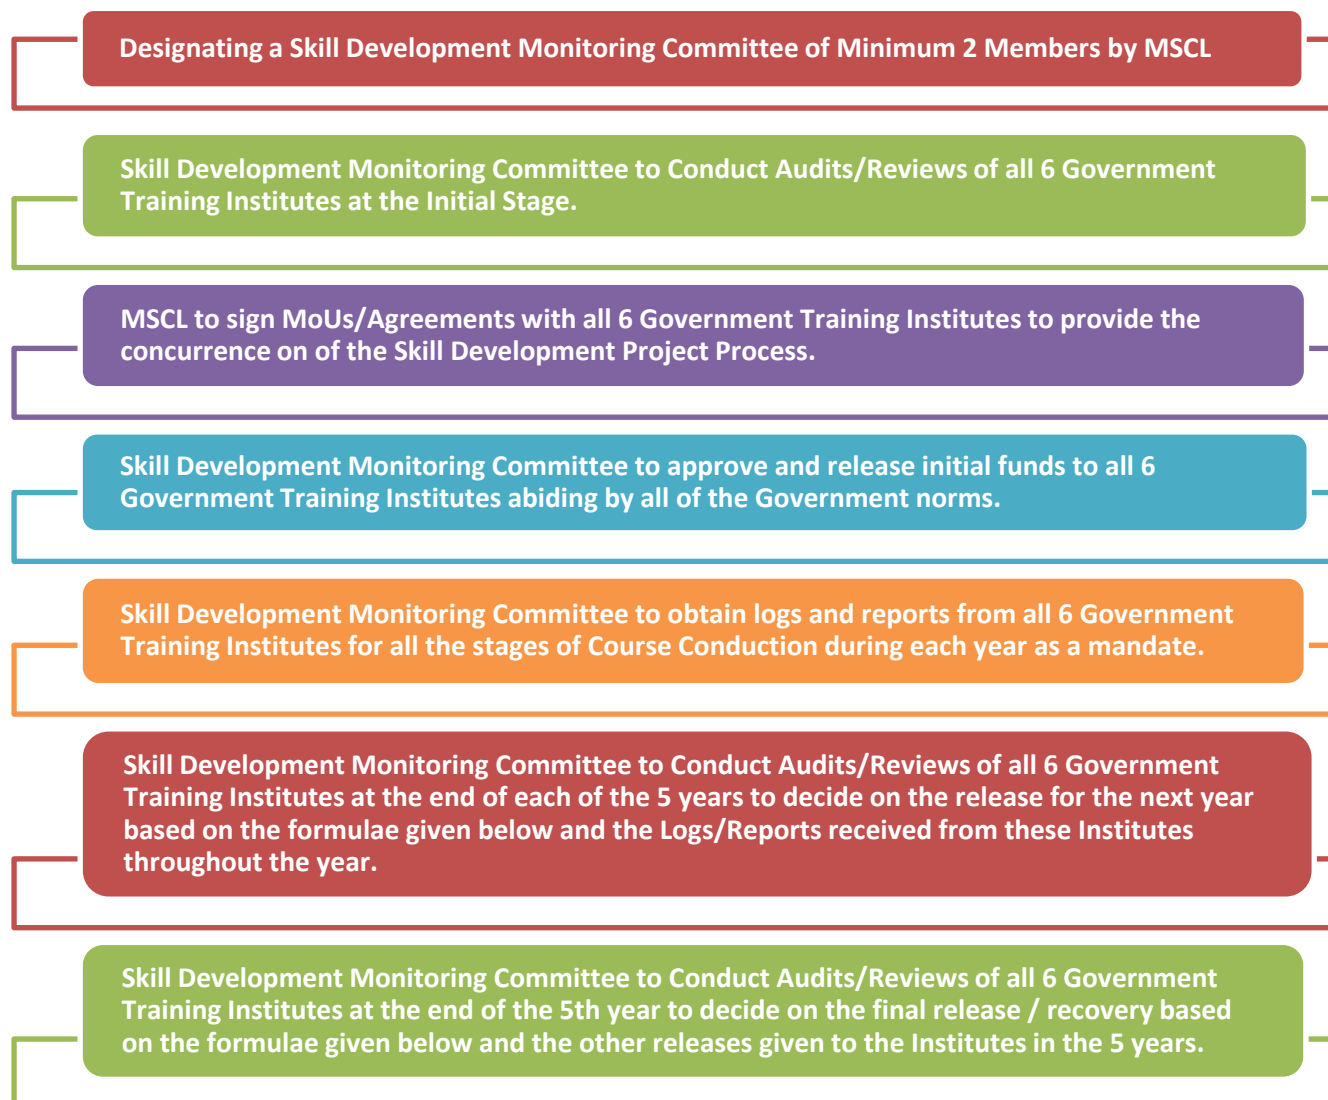 Designating a Skill Development Monitoring Committee of Minimum 2 Members by MSCL
Skill Development Monitoring Committee to Conduct Audits/Reviews of all 6 Government
Training Institutes at the Initial Stage.
MSCL to sign MoUs/Agreements with all 6 Government Training Institutes to provide the
concurrence on of the Skill Development Project Process.
Skill Development Monitoring Committee to approve and release initial funds to all 6
Government Training Institutes abiding by all of the Government norms.
Skill Development Monitoring Committee to obtain logs and reports from all 6 Government
Training Institutes for all the stages of Course Conduction during each year as a mandate.
Skill Development Monitoring Committee to Conduct Audits/Reviews of all 6 Government
Training Institutes at the end of each of the 5 years to decide on the release for the next year
based on the formulae given below and the Logs/Reports received from these Institutes
throughout the year.
Skill Development Monitoring Committee to Conduct Audits/Reviews of all 6 Government
Training Institutes at the end of the 5th year to decide on the final release / recovery based
on the formulae given below and the other releases given to the Institutes in the 5 years.